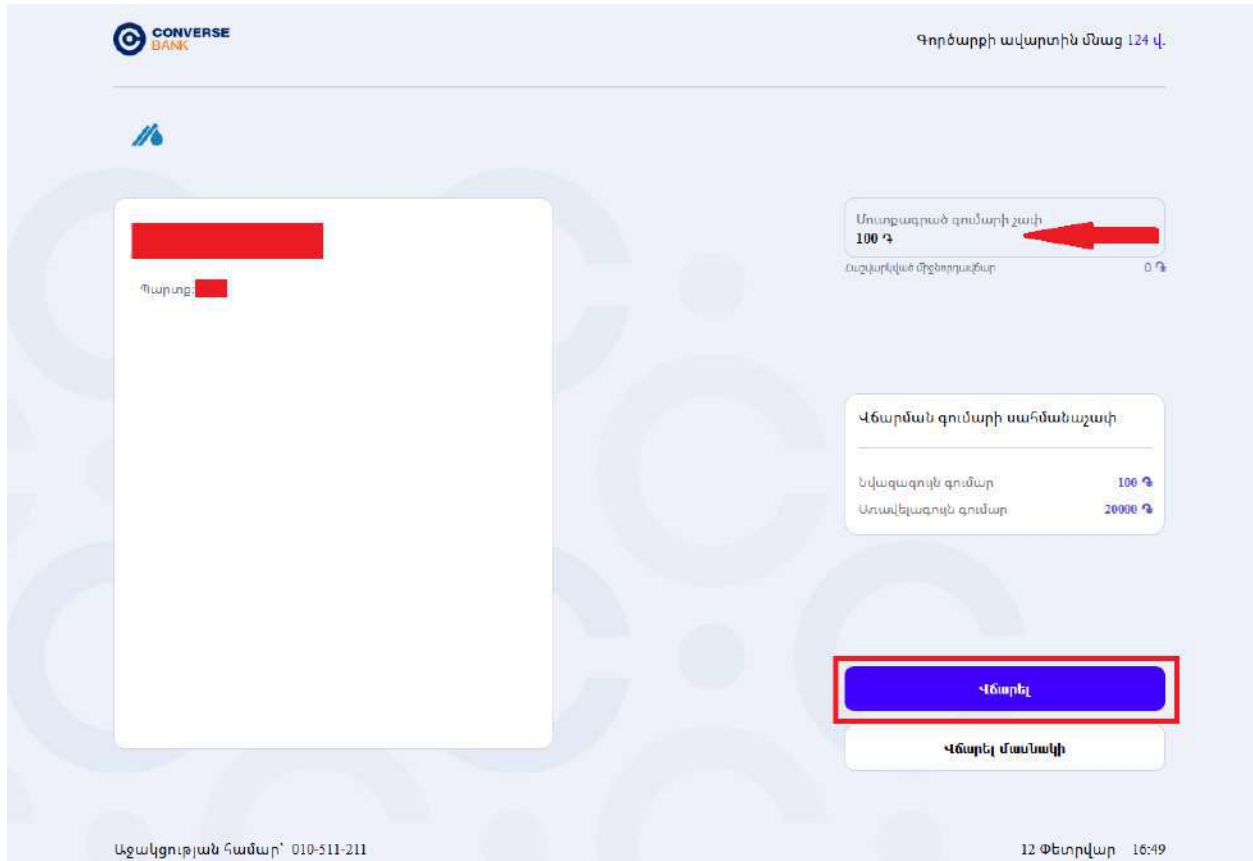 CONVERSE
BANK
Գործարքի ավարտին մնաց 124 վ.
Մուտքագրած գումարի չափ
100 ֏
Հաշվարկված միջնորդավճար 0 ֏
Պարտք:
Վճարման գումարի սահմանաչափ
Նվազագույն գումար 100 ֏
Առավելագույն գումար 20000 ֏
Վճարել
Վճարել մասնակի
Աջակցության համար՝ 010-511-211
12 Փետրվար 16:49